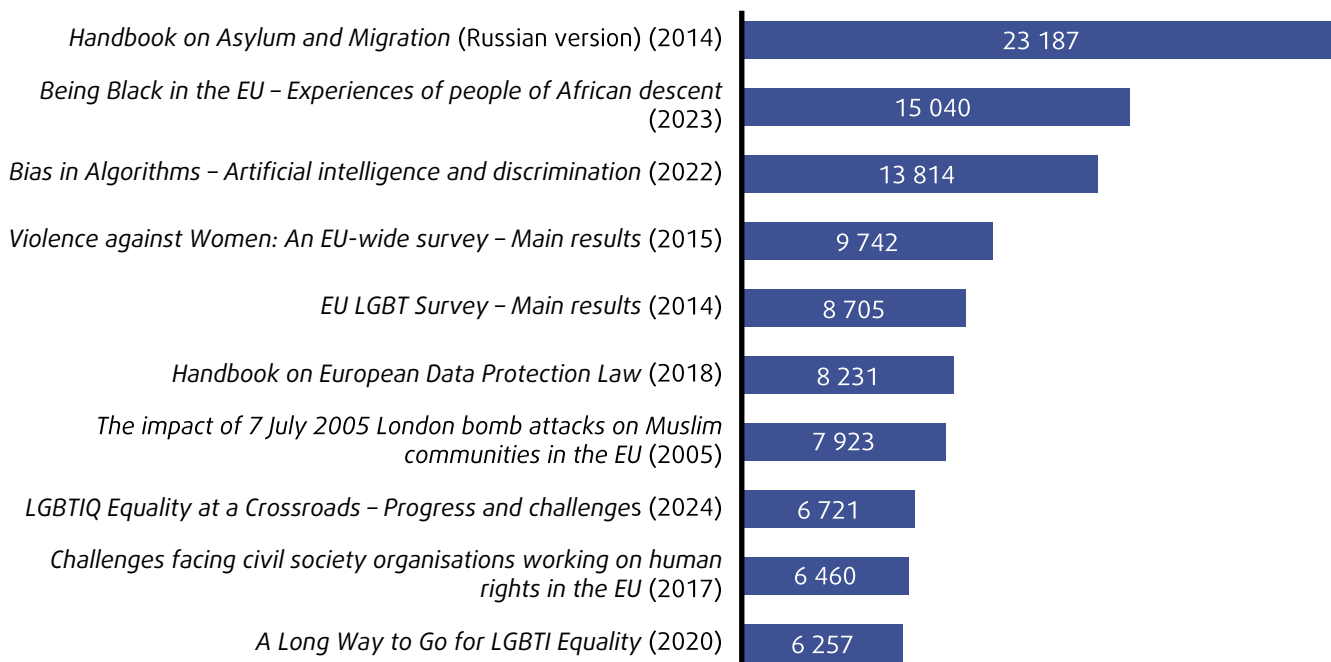 Handbook on Asylum and Migration (Russian version) (2014)
23 187
Being Black in the EU – Experiences of people of African descent
(2023)
15 040
Bias in Algorithms – Artificial intelligence and discrimination (2022)
13 814
Violence against Women: An EU-wide survey – Main results (2015)
9 742
EU LGBT Survey – Main results (2014)
8 705
Handbook on European Data Protection Law (2018)
8 231
The impact of 7 July 2005 London bomb attacks on Muslim
communities in the EU (2005)
7 923
LGBTIQ Equality at a Crossroads – Progress and challenges (2024)
6 721
Challenges facing civil society organisations working on human
rights in the EU (2017)
6 460
A Long Way to Go for LGBTI Equality (2020)
6 257